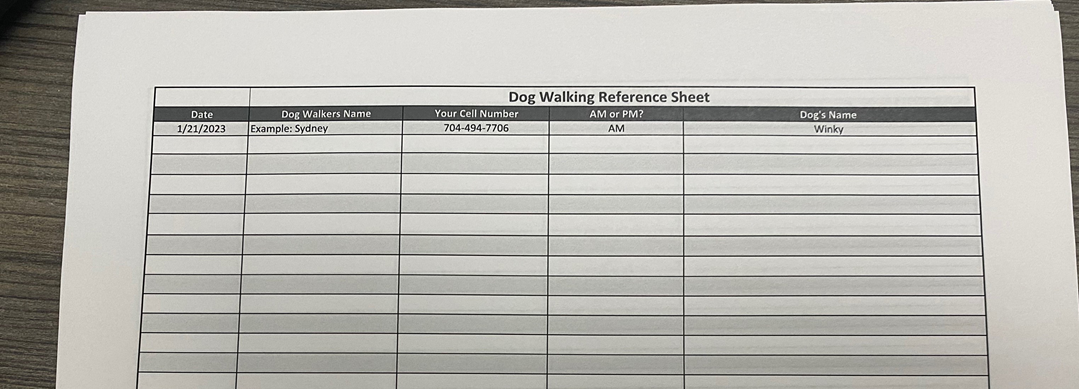 Dog Walking Reference Sheet
Date Dog Walkers Name Your Cell Number AM or PM? Dog's Name
1/21/2023 Example: Sydney 704-494-7706 AM Winky